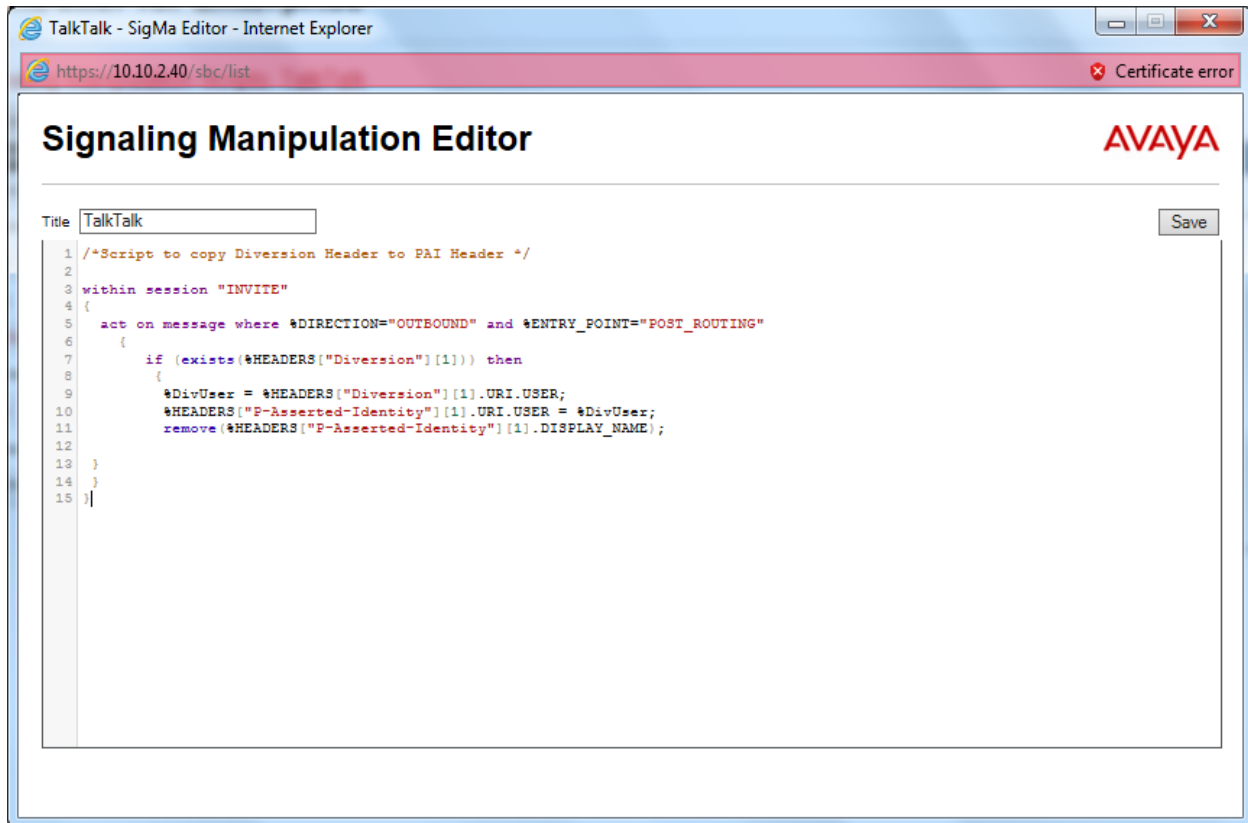 TalkTalk - SigMa Editor - Internet Explorer
https://10.10.2.40/sbc/list Certificate error
Signaling Manipulation Editor AVAYA
Title TalkTalk Save
1 /*Script to copy Diversion Header to PAI Header */
2
3 within session "INVITE"
4 {
5 act on message where %DIRECTION="OUTBOUND" and %ENTRY_POINT="POST_ROUTING"
6 {
7 if (exists(%HEADERS["Diversion"][1])) then
8 {
9 %DivUser = %HEADERS["Diversion"][1].URI.USER;
10 %HEADERS["P-Asserted-Identity"][1].URI.USER = %DivUser;
11 remove(%HEADERS["P-Asserted-Identity"][1].DISPLAY_NAME);
12
13 }
14 }
15 }